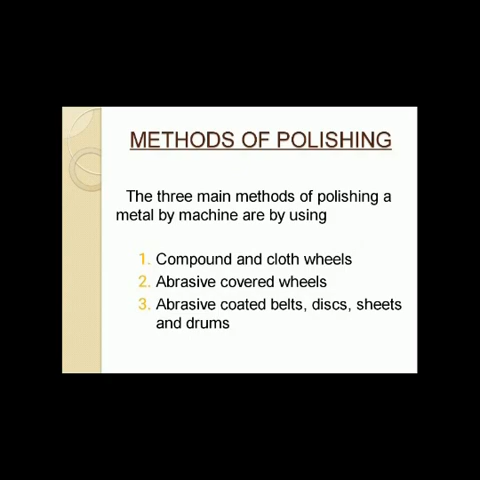 METHODS OF POLISHING
The three main methods of polishing a
metal by machine are by using
1. Compound and cloth wheels
2. Abrasive covered wheels
3. Abrasive coated belts, discs, sheets
and drums